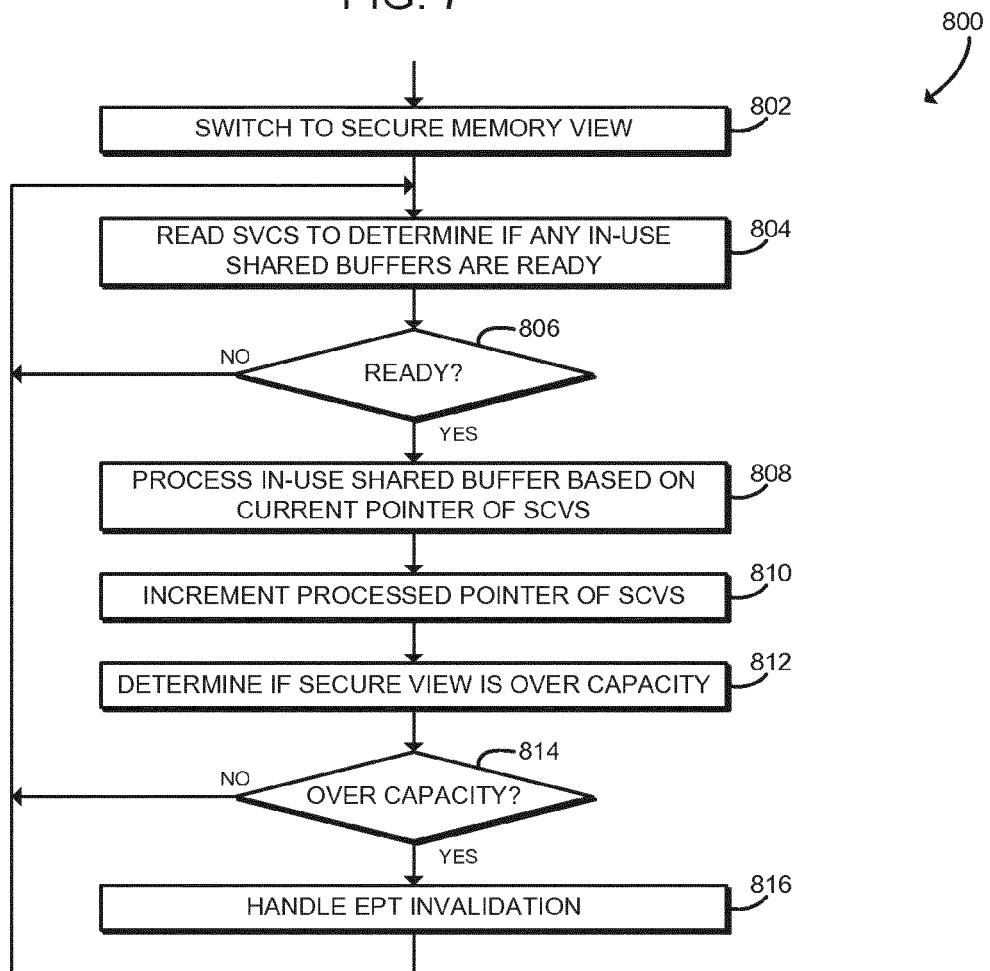 FIG. 7
800
802
SWITCH TO SECURE MEMORY VIEW
804
READ SVCS TO DETERMINE IF ANY IN-USE
SHARED BUFFERS ARE READY
806
NO
READY?
YES
808
PROCESS IN-USE SHARED BUFFER BASED ON
CURRENT POINTER OF SCVS
810
INCREMENT PROCESSED POINTER OF SCVS
812
DETERMINE IF SECURE VIEW IS OVER CAPACITY
814
NO
OVER CAPACITY?
YES
816
HANDLE EPT INVALIDATION